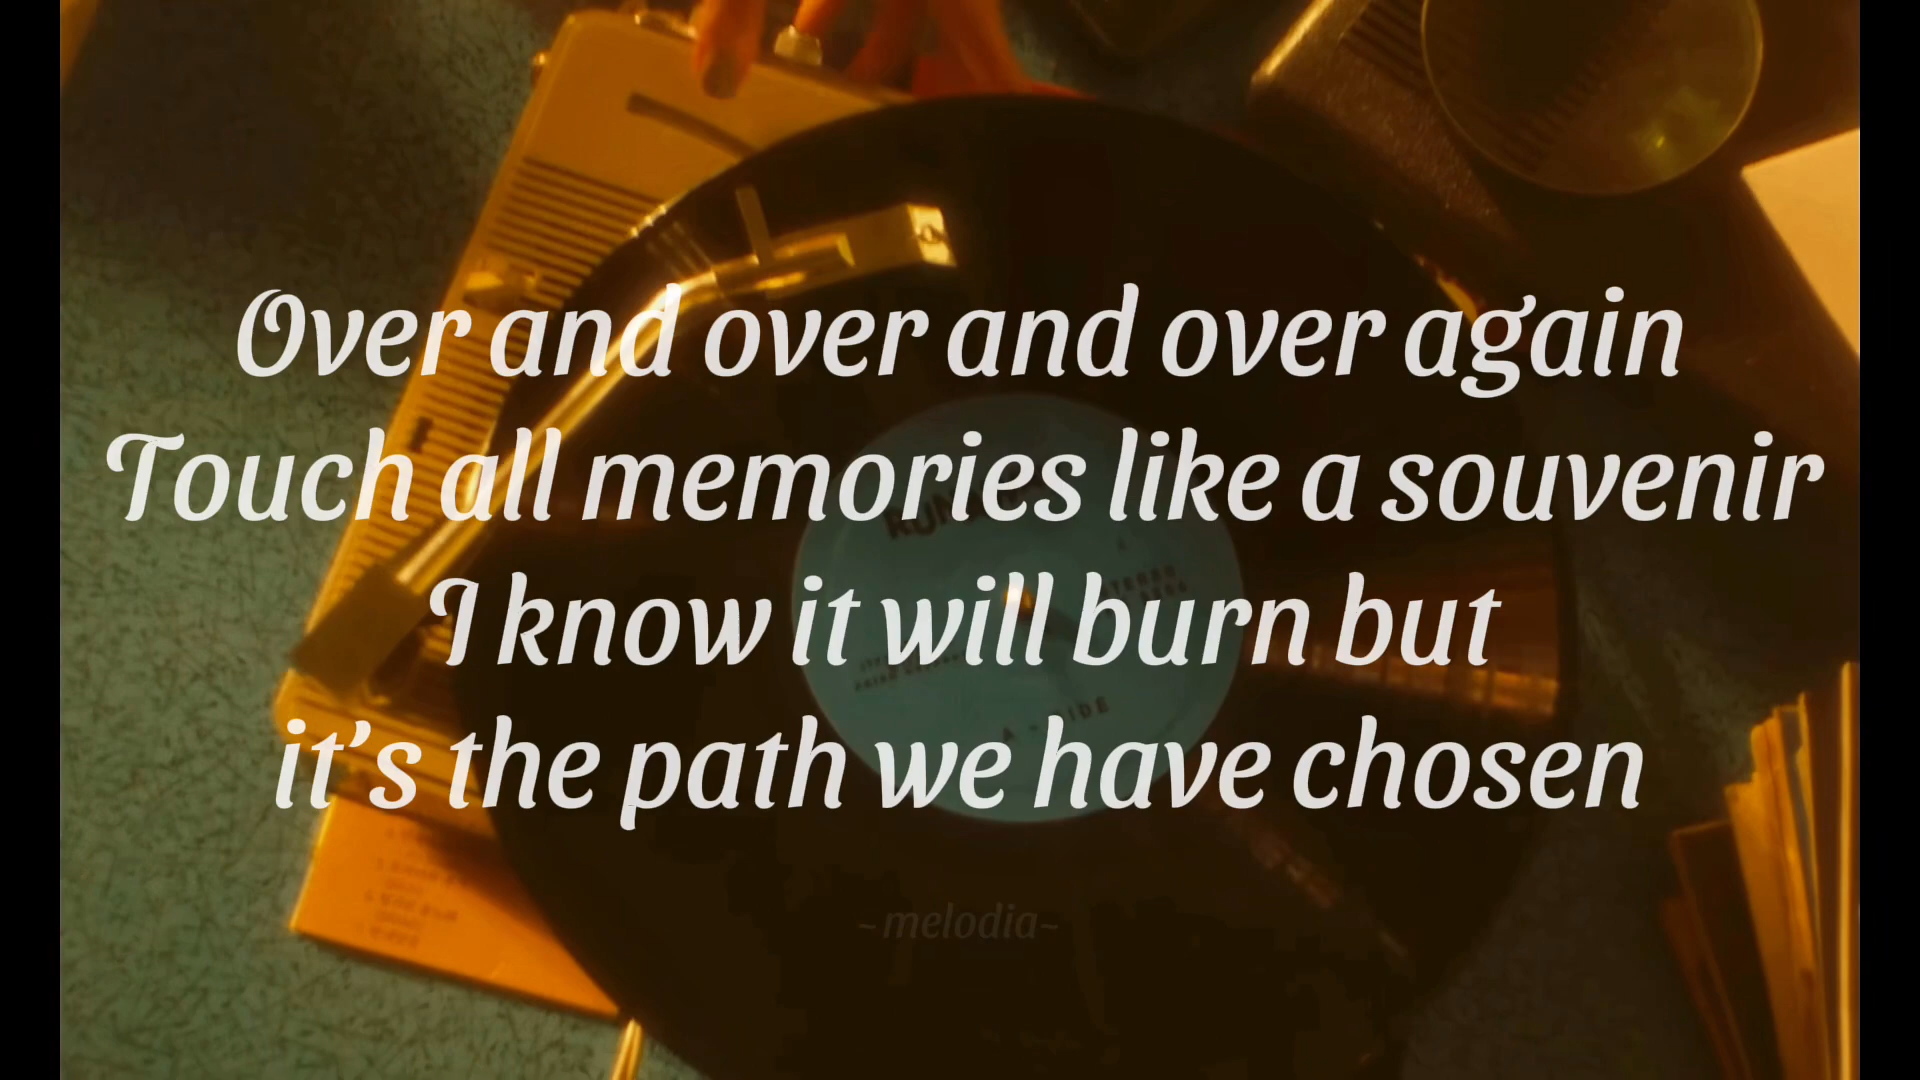 Over and over and over again
Touch all memories like a souvenir
I know it will burn but
it’s the path we have chosen
A - SIDE
~melodia~